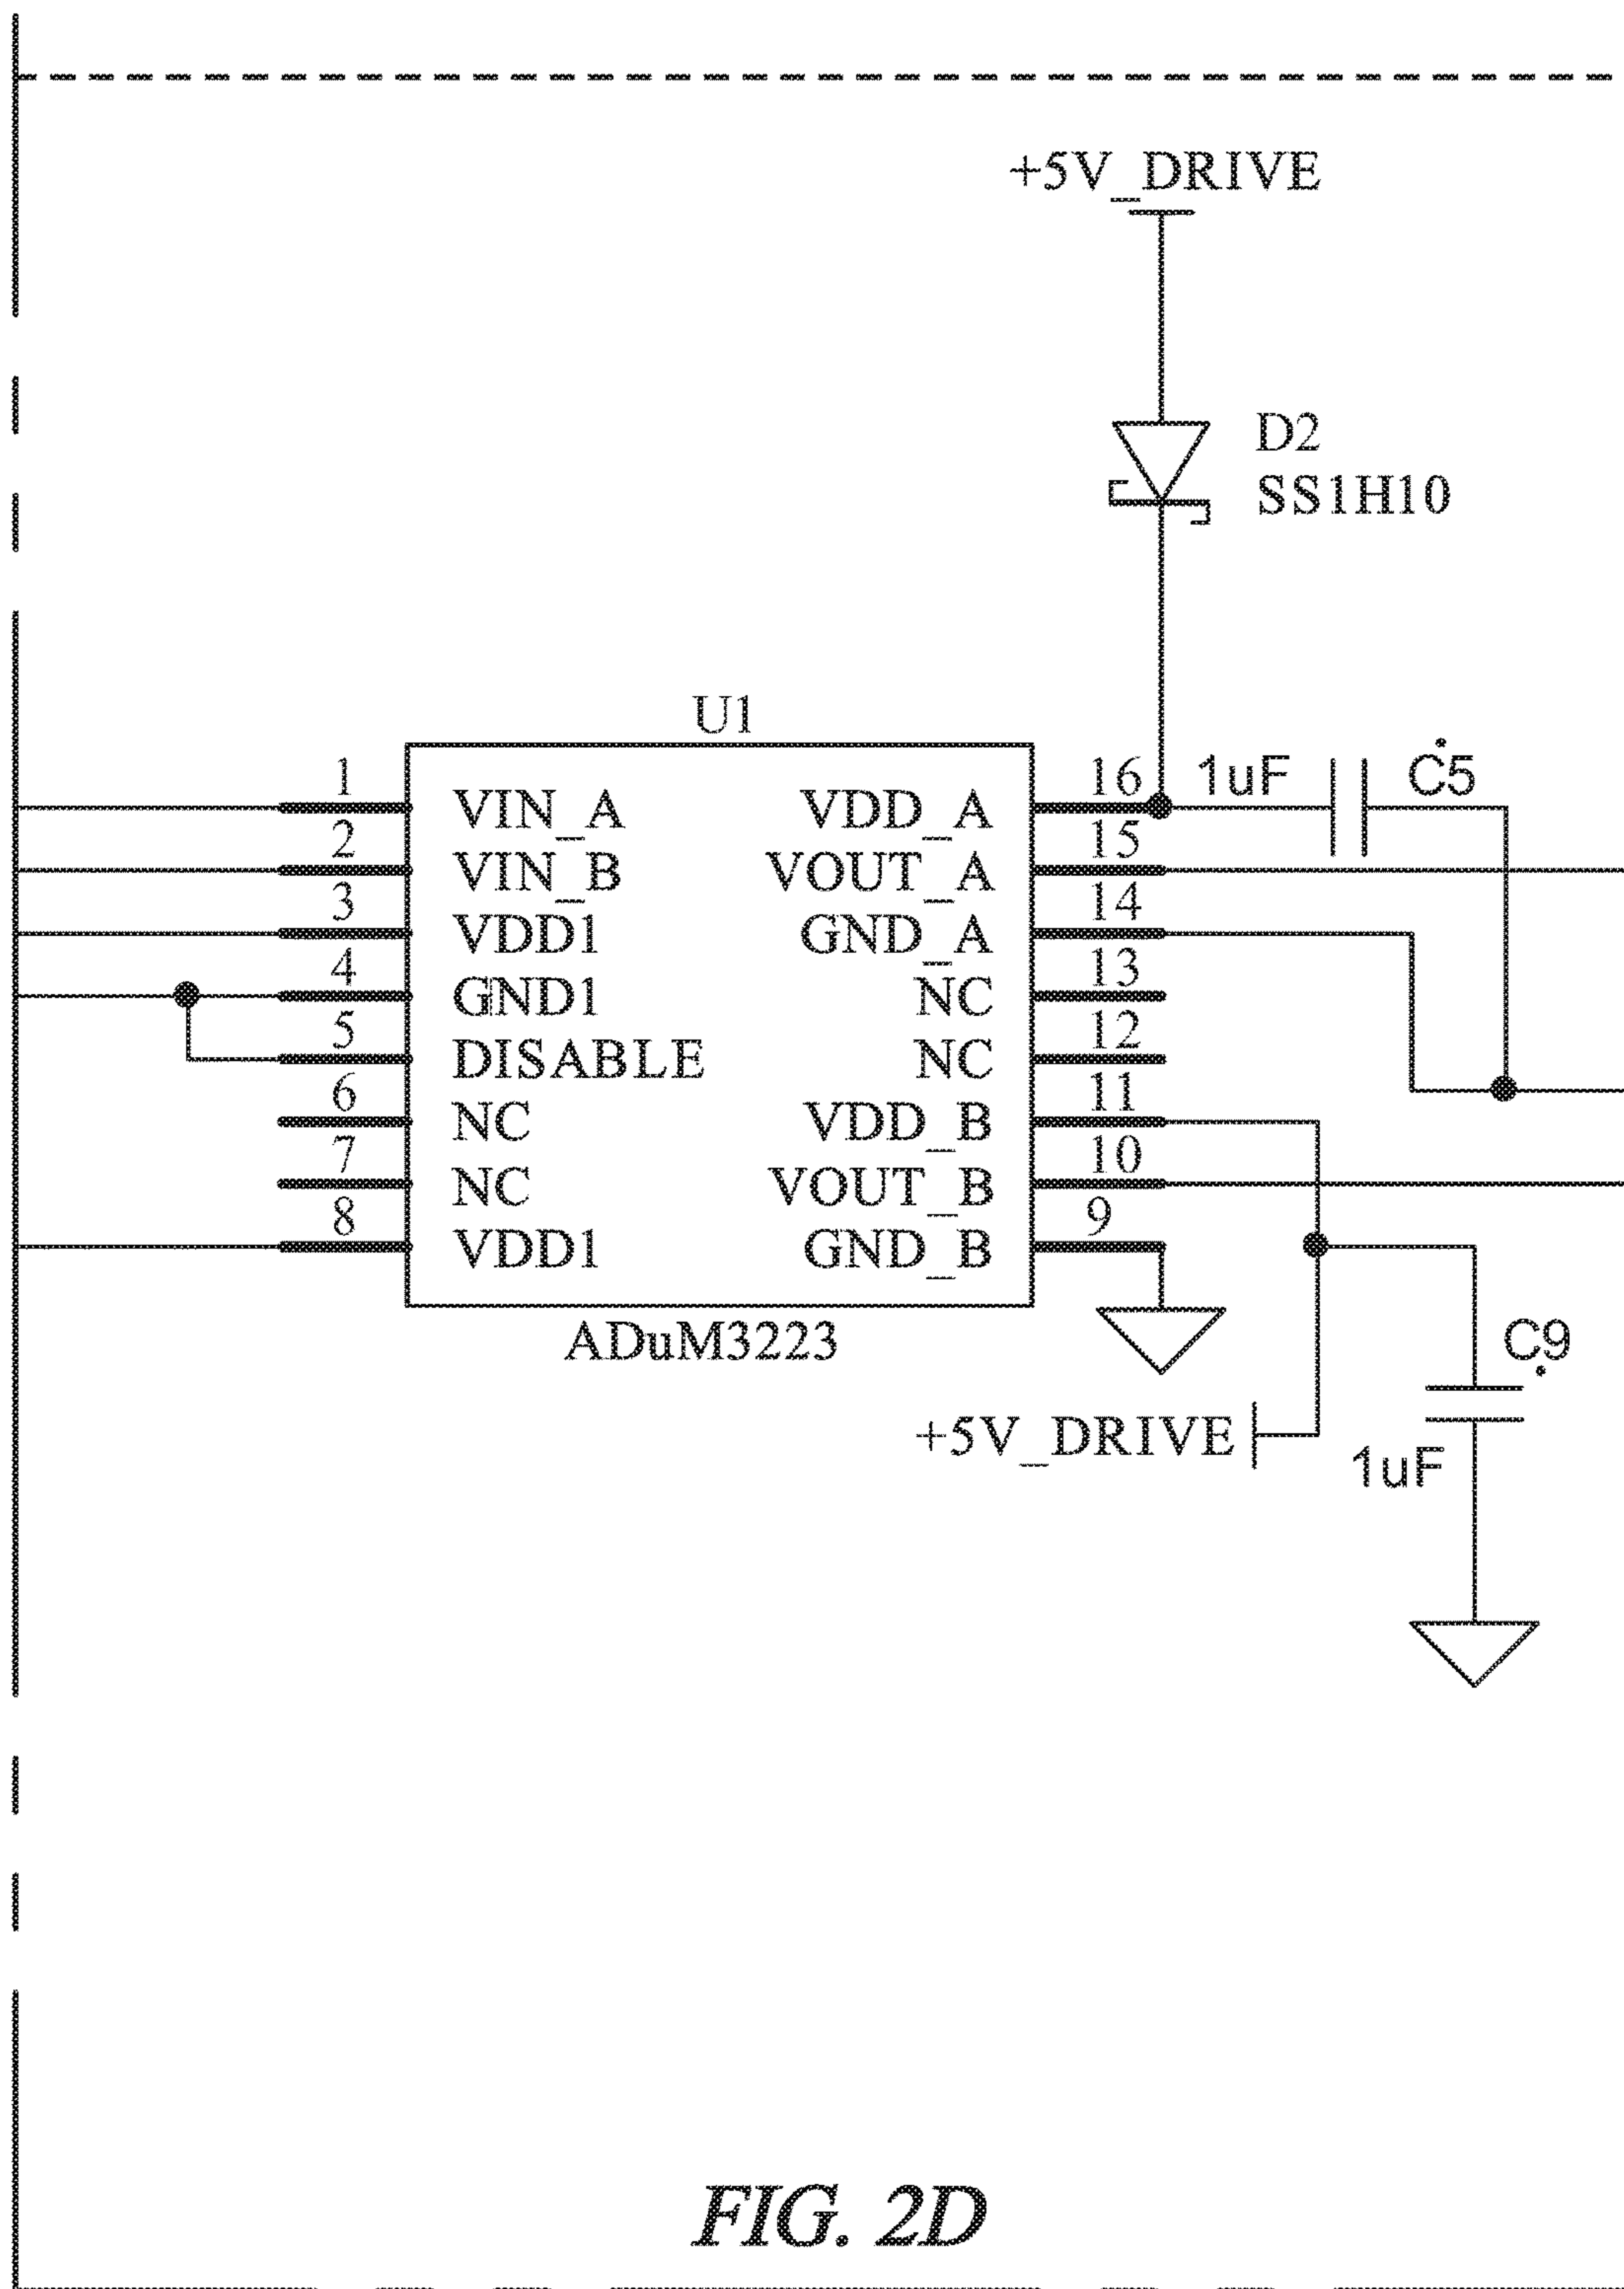 +5V_DRIVE
D2
SS1H10
U1
1 VIN_A VDD_A 16 1uF C5
2 VIN_B VOUT_A 15
3 VDD1 GND_A 14
4 GND1 NC 13
5 DISABLE NC 12
6 NC VDD_B 11
7 NC VOUT_B 10
8 VDD1 GND_B 9
ADuM3223
C9
+5V_DRIVE
1uF
FIG. 2D